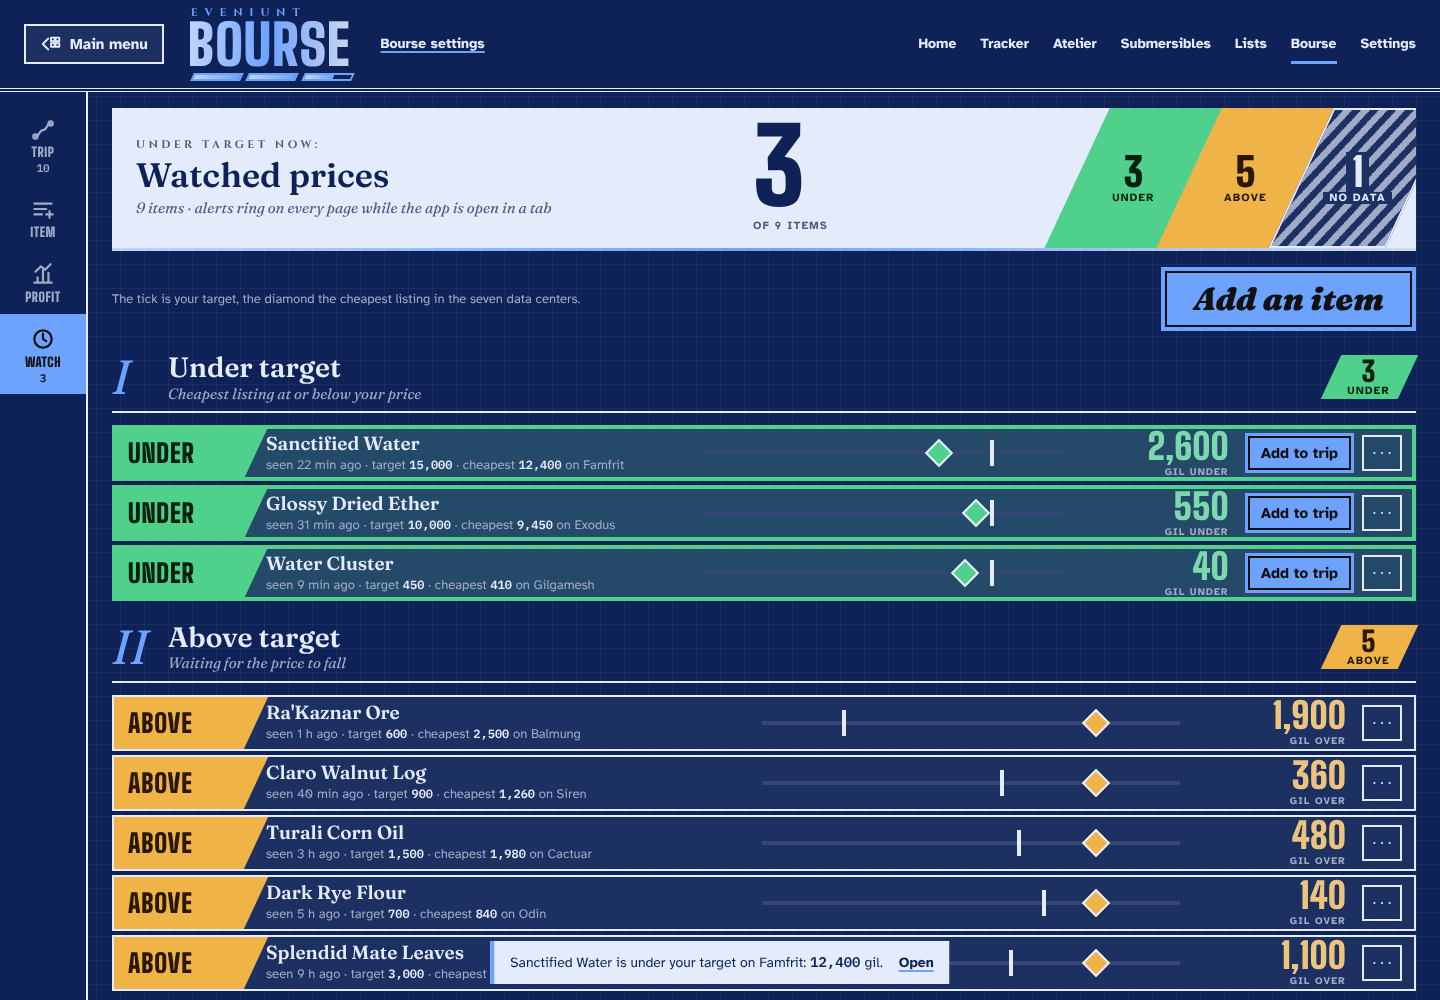 Main menu
EVENIUNT
BOURSE
Bourse settings
Home
Tracker
Atelier
Submersibles
Lists
Bourse
Settings
TRIP
10
ITEM
PROFIT
WATCH
3
UNDER TARGET NOW:
Watched prices
9 items · alerts ring on every page while the app is open in a tab
3
OF 9 ITEMS
3
UNDER
5
ABOVE
1
NO DATA
The tick is your target, the diamond the cheapest listing in the seven data centers.
Add an item
I
Under target
Cheapest listing at or below your price
3
UNDER
UNDER
Sanctified Water
seen 22 min ago · target 15,000 · cheapest 12,400 on Famfrit
2,600
GIL UNDER
Add to trip
...
UNDER
Glossy Dried Ether
seen 31 min ago · target 10,000 · cheapest 9,450 on Exodus
550
GIL UNDER
Add to trip
...
UNDER
Water Cluster
seen 9 min ago · target 450 · cheapest 410 on Gilgamesh
40
GIL UNDER
Add to trip
...
II
Above target
Waiting for the price to fall
5
ABOVE
ABOVE
Ra'Kaznar Ore
seen 1 h ago · target 600 · cheapest 2,500 on Balmung
1,900
GIL OVER
...
ABOVE
Claro Walnut Log
seen 40 min ago · target 900 · cheapest 1,260 on Siren
360
GIL OVER
...
ABOVE
Turali Corn Oil
seen 3 h ago · target 1,500 · cheapest 1,980 on Cactuar
480
GIL OVER
...
ABOVE
Dark Rye Flour
seen 5 h ago · target 700 · cheapest 840 on Odin
140
GIL OVER
...
ABOVE
Splendid Mate Leaves
seen 9 h ago · target 3,000 · cheapest
1,100
GIL OVER
...
Sanctified Water is under your target on Famfrit: 12,400 gil.
Open